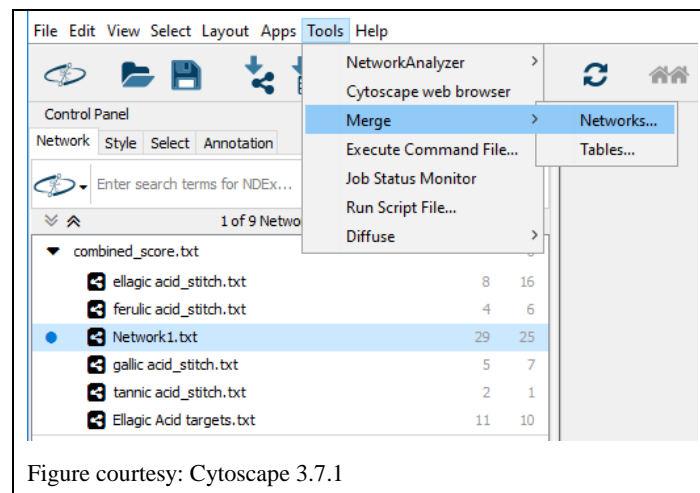 File Edit View Select Layout Apps Tools Help
NetworkAnalyzer
Cytoscape web browser
Control Panel
Merge
Networks...
Network Style Select Annotation
Execute Command File...
Tables...
Enter search terms for NDEx...
Job Status Monitor
Run Script File...
1 of 9 Netwo
Diffuse
combined_score.txt
ellagic acid_stitch.txt 8 16
ferulic acid_stitch.txt 4 6
Network1.txt 29 25
gallic acid_stitch.txt 5 7
tannic acid_stitch.txt 2 1
Ellagic Acid targets.txt 11 10
Figure courtesy: Cytoscape 3.7.1